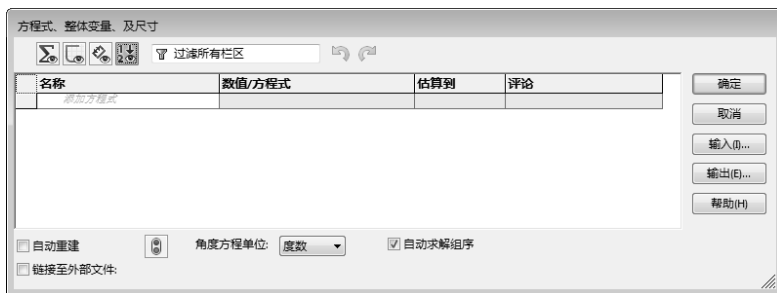 方程式、整体变量、及尺寸
过滤所有栏区
名称 数值/方程式 估算到 评论
添加方程式
确定
取消
输入(I)...
输出(E)...
帮助(H)
自动重建 角度方程单位: 度数 自动求解组序
链接至外部文件: